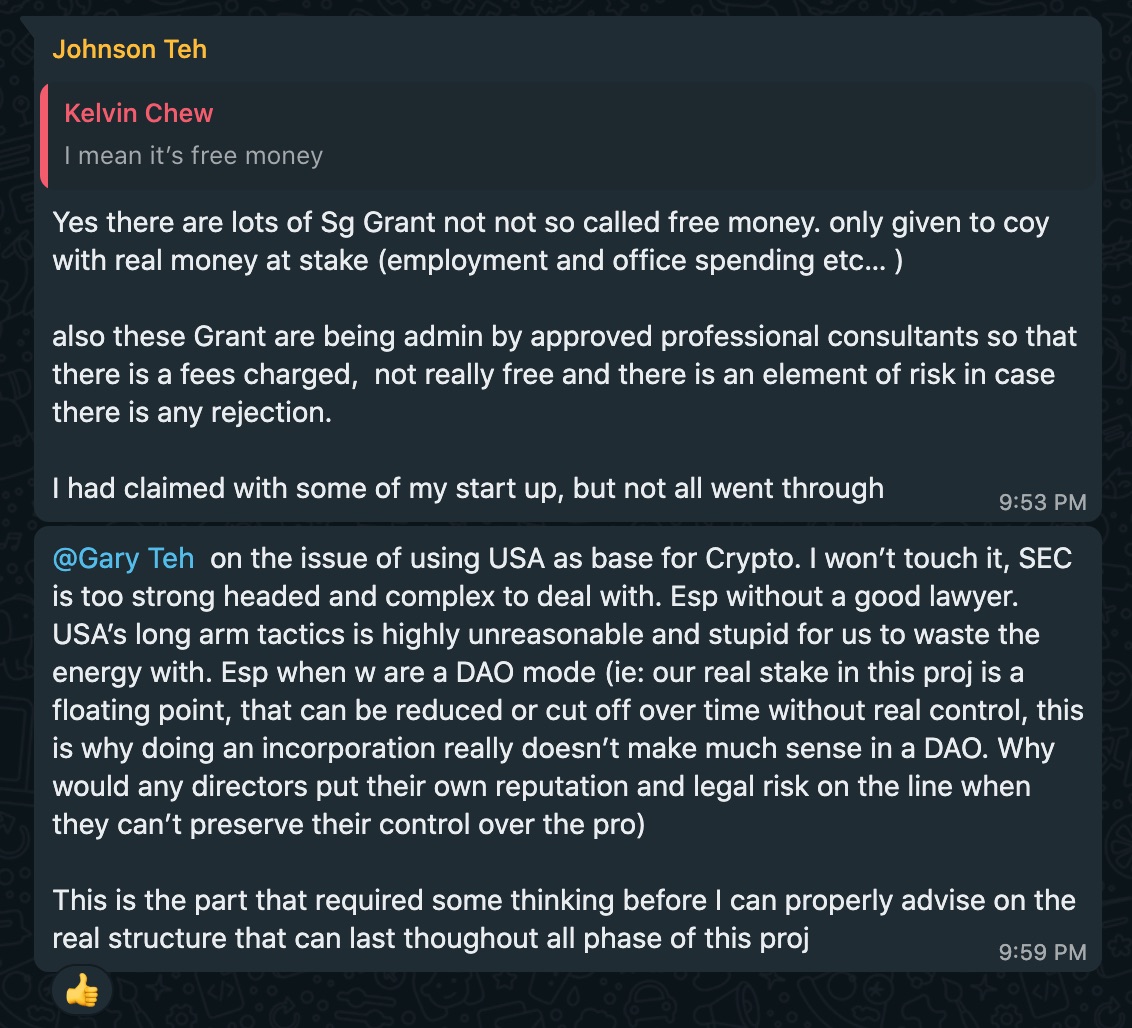 Johnson Teh
Kelvin Chew
I mean it’s free money
Yes there are lots of Sg Grant not not so called free money. only given to coy
with real money at stake (employment and office spending etc... )
also these Grant are being admin by approved professional consultants so that
there is a fees charged,  not really free and there is an element of risk in case
there is any rejection.
I had claimed with some of my start up, but not all went through
9:53 PM
@Gary Teh  on the issue of using USA as base for Crypto. I won’t touch it, SEC
is too strong headed and complex to deal with. Esp without a good lawyer.
USA’s long arm tactics is highly unreasonable and stupid for us to waste the
energy with. Esp when w are a DAO mode (ie: our real stake in this proj is a
floating point, that can be reduced or cut off over time without real control, this
is why doing an incorporation really doesn’t make much sense in a DAO. Why
would any directors put their own reputation and legal risk on the line when
they can’t preserve their control over the pro)
This is the part that required some thinking before I can properly advise on the
real structure that can last thoughout all phase of this proj
9:59 PM